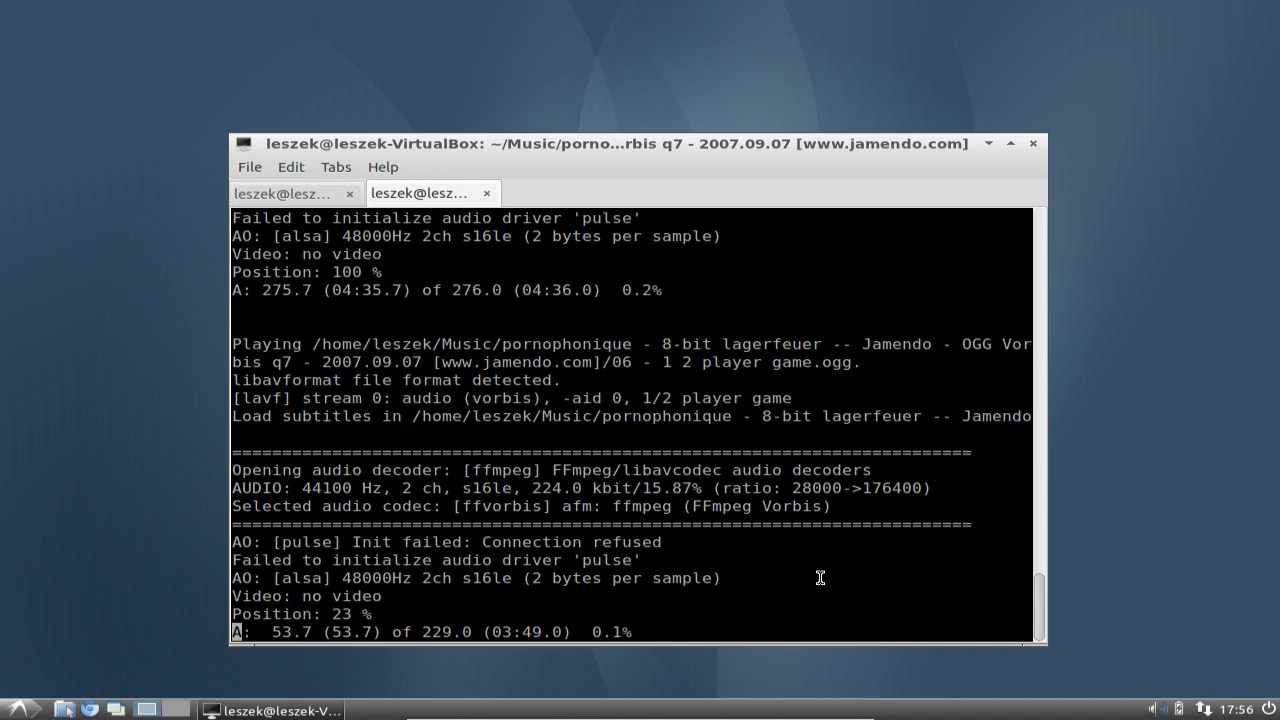 leszek@leszek-VirtualBox: ~/Music/porno...rbis q7 - 2007.09.07 [www.jamendo.com]
File Edit Tabs Help
leszek@lesz... leszek@lesz...
Failed to initialize audio driver 'pulse'
AO: [alsa] 48000Hz 2ch s16le (2 bytes per sample)
Video: no video
Position: 100 %
A: 275.7 (04:35.7) of 276.0 (04:36.0)  0.2%
Playing /home/leszek/Music/pornophonique - 8-bit lagerfeuer -- Jamendo - OGG Vor
bis q7 - 2007.09.07 [www.jamendo.com]/06 - 1 2 player game.ogg.
libavformat file format detected.
[lavf] stream 0: audio (vorbis), -aid 0, 1/2 player game
Load subtitles in /home/leszek/Music/pornophonique - 8-bit lagerfeuer -- Jamendo
==========================================================================
Opening audio decoder: [ffmpeg] FFmpeg/libavcodec audio decoders
AUDIO: 44100 Hz, 2 ch, s16le, 224.0 kbit/15.87% (ratio: 28000->176400)
Selected audio codec: [ffvorbis] afm: ffmpeg (FFmpeg Vorbis)
==========================================================================
AO: [pulse] Init failed: Connection refused
Failed to initialize audio driver 'pulse'
AO: [alsa] 48000Hz 2ch s16le (2 bytes per sample)
Video: no video
Position: 23 %
A:  53.7 (53.7) of 229.0 (03:49.0)  0.1%
leszek@leszek-V... 17:56